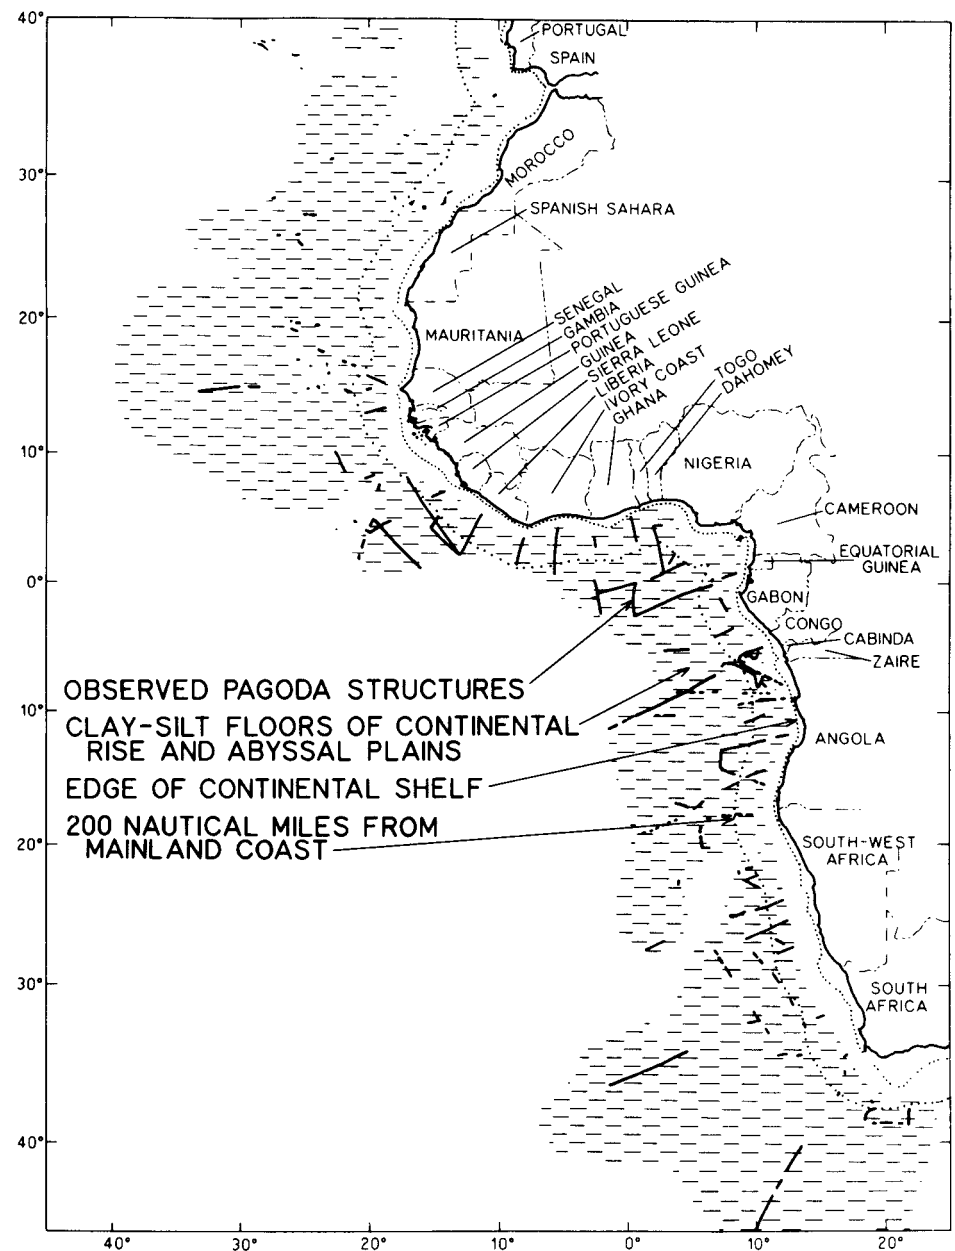 40°
PORTUGAL
SPAIN
30°
MOROCCO
SPANISH SAHARA
20°
MAURITANIA
SENEGAL
GAMBIA
PORTUGUESE GUINEA
GUINEA
SIERRA LEONE
LIBERIA
IVORY COAST
GHANA
TOGO
DAHOMEY
10°
NIGERIA
CAMEROON
EQUATORIAL
GUINEA
0°
GABON
CONGO
CABINDA
ZAIRE
OBSERVED PAGODA STRUCTURES
CLAY-SILT FLOORS OF CONTINENTAL
RISE AND ABYSSAL PLAINS
10°
ANGOLA
EDGE OF CONTINENTAL SHELF
200 NAUTICAL MILES FROM
MAINLAND COAST
20°
SOUTH-WEST
AFRICA
30°
SOUTH
AFRICA
40°
40° 30° 20° 10° 0° 10° 20°